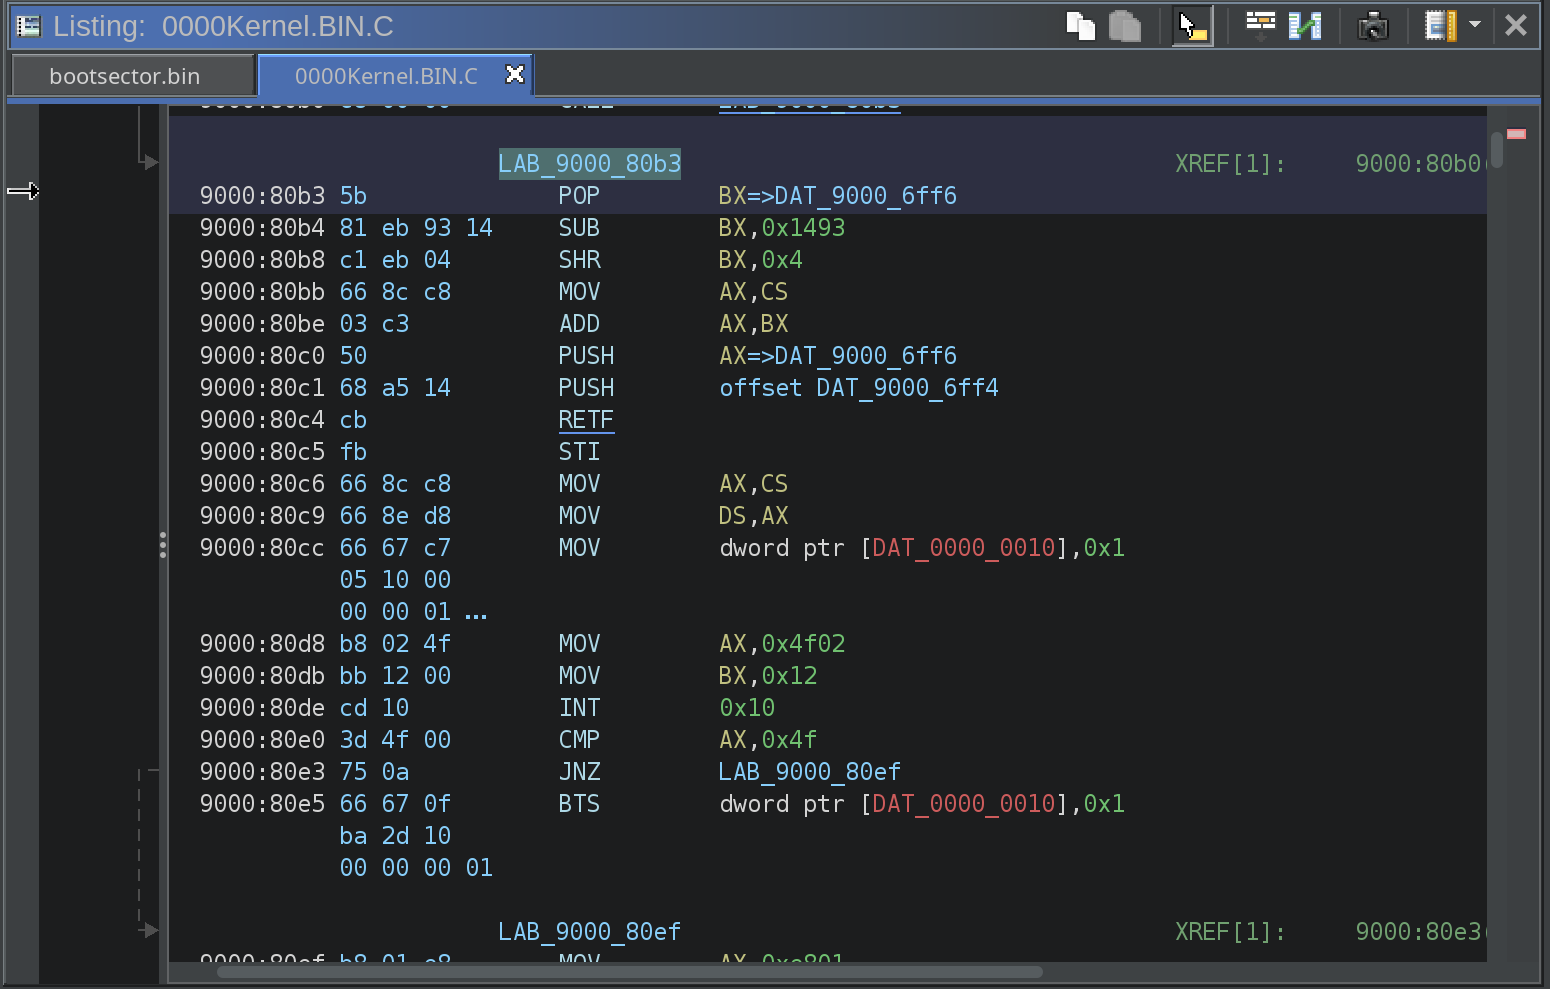 Listing: 0000Kernel.BIN.C
bootsector.bin 0000Kernel.BIN.C
LAB_9000_80b3 XREF[1]: 9000:80b0
9000:80b3 5b POP BX=>DAT_9000_6ff6
9000:80b4 81 eb 93 14 SUB BX,0x1493
9000:80b8 c1 eb 04 SHR BX,0x4
9000:80bb 66 8c c8 MOV AX,CS
9000:80be 03 c3 ADD AX,BX
9000:80c0 50 PUSH AX=>DAT_9000_6ff6
9000:80c1 68 a5 14 PUSH offset DAT_9000_6ff4
9000:80c4 cb RETF
9000:80c5 fb STI
9000:80c6 66 8c c8 MOV AX,CS
9000:80c9 66 8e d8 MOV DS,AX
9000:80cc 66 67 c7 MOV dword ptr [DAT_0000_0010],0x1
05 10 00
00 00 01 ...
9000:80d8 b8 02 4f MOV AX,0x4f02
9000:80db bb 12 00 MOV BX,0x12
9000:80de cd 10 INT 0x10
9000:80e0 3d 4f 00 CMP AX,0x4f
9000:80e3 75 0a JNZ LAB_9000_80ef
9000:80e5 66 67 0f BTS dword ptr [DAT_0000_0010],0x1
ba 2d 10
00 00 00 01
LAB_9000_80ef XREF[1]: 9000:80e3
9000:80ef b8 01 e8 MOV AX,0xe801